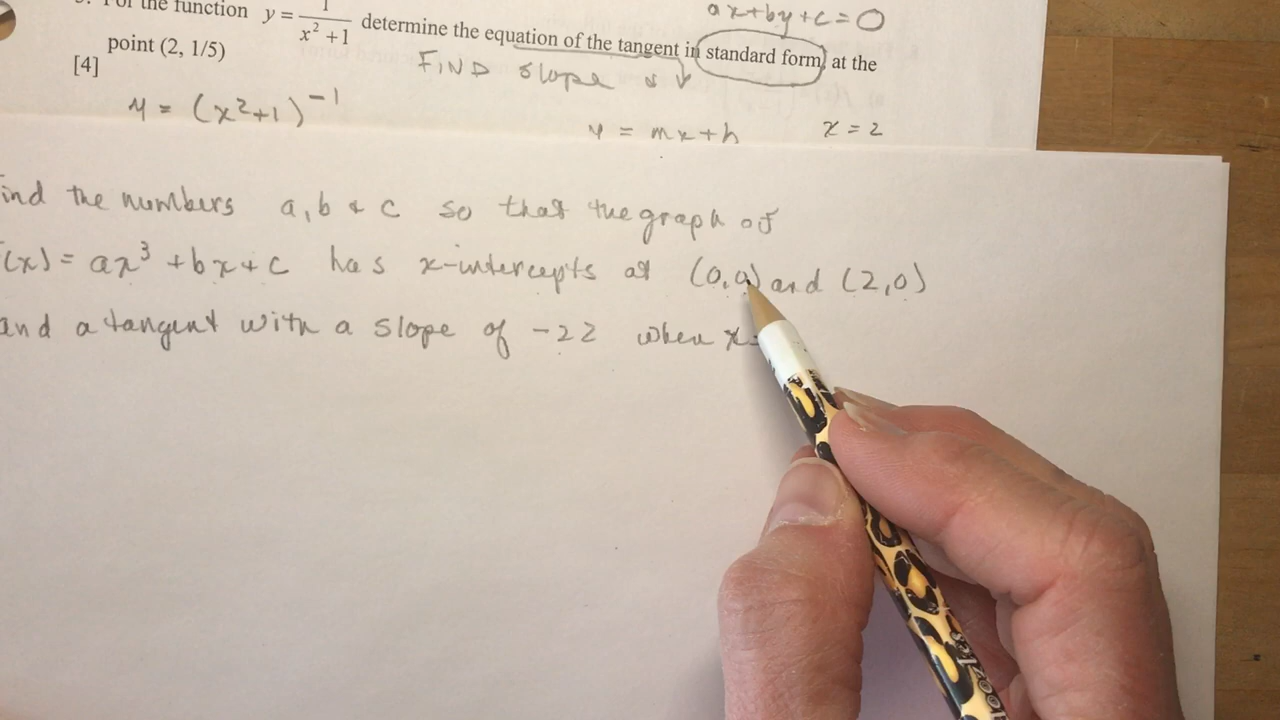 the function y = 1 / x² + 1 determine the equation of the tangent in standard form, at the
ax+by+c=0
point (2, 1/5)
[4]
FIND slope
y = (x²+1)⁻¹
y = mx+b x = 2
ind the numbers a, b & c so that the graph of
(x) = ax³ + bx + c has x-intercepts at (0,0) and (2,0)
and a tangent with a slope of -22 when x